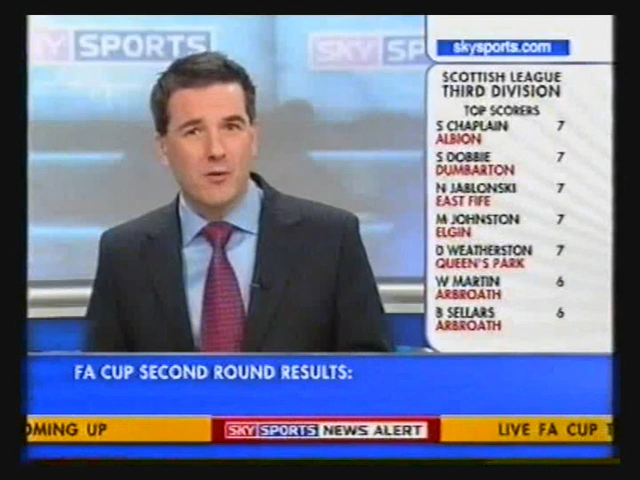 SKY SPORTS
SKY SP
skysports.com
SCOTTISH LEAGUE
THIRD DIVISION
TOP SCORERS
S CHAPLAIN 7
ALBION
S DOBBIE 7
DUMBARTON
N JABLONSKI 7
EAST FIFE
M JOHNSTON 7
ELGIN
D WEATHERSTON 7
QUEEN'S PARK
W MARTIN 6
ARBROATH
B SELLARS 6
ARBROATH
FA CUP SECOND ROUND RESULTS:
OMING UP
SKY SPORTS NEWS ALERT
LIVE FA CUP T